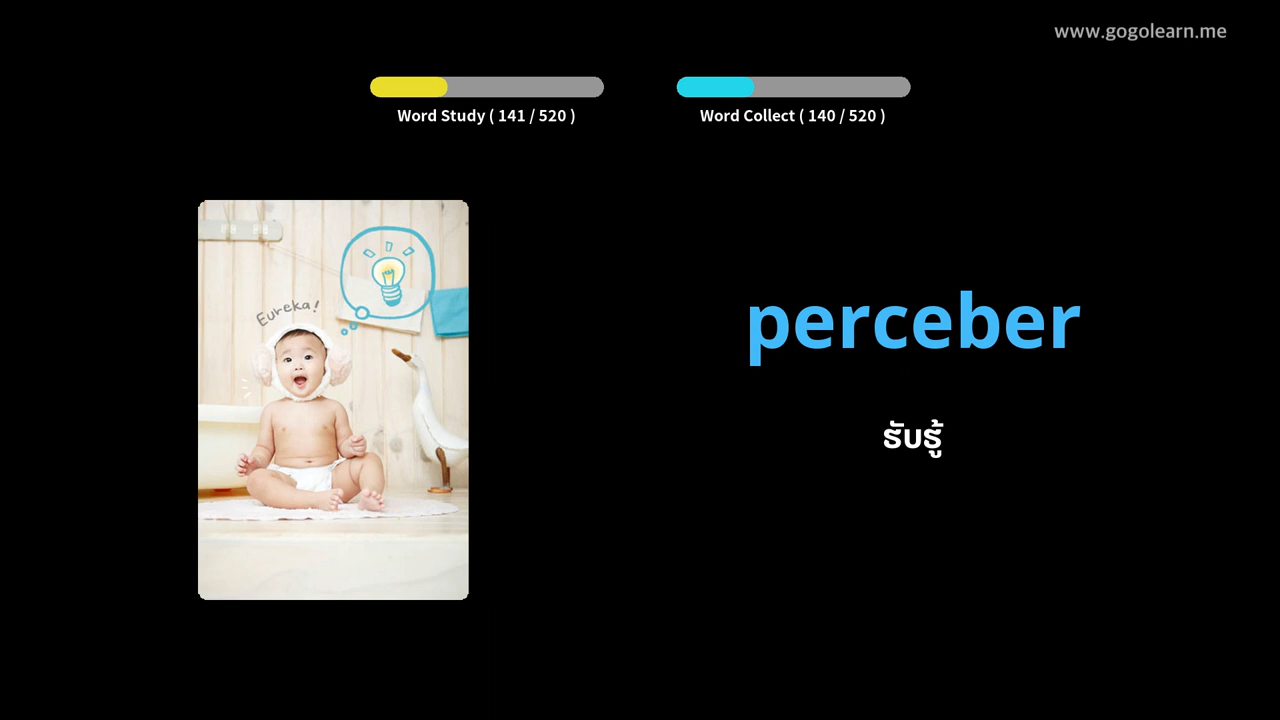 www.gogolearn.me
Word Study ( 141 / 520 )
Word Collect ( 140 / 520 )
Eureka!
perceber
รับรู้